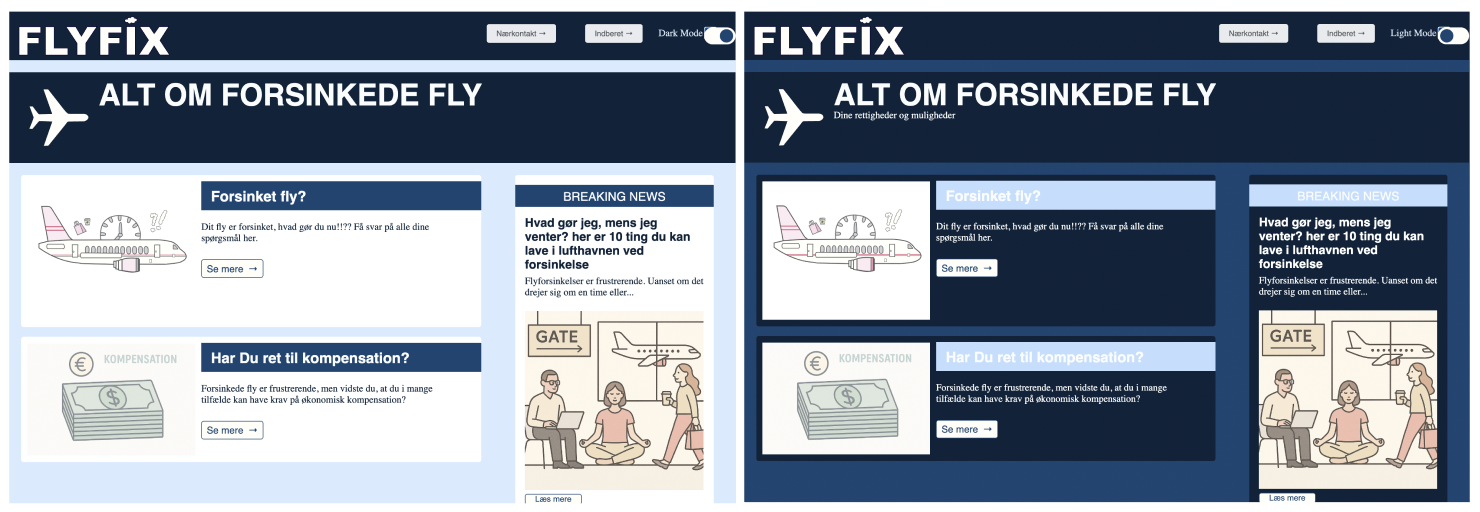 FLYFIX
Nærkontakt →
Indberet →
Dark Mode
ALT OM FORSINKEDE FLY
Forsinket fly?
Dit fly er forsinket, hvad gør du nu!!?? Få svar på alle dine
spørgsmål her.
Se mere →
KOMPENSATION
Har Du ret til kompensation?
Forsinkede fly er frustrerende, men vidste du, at du i mange
tilfælde kan have krav på økonomisk kompensation?
Se mere →
BREAKING NEWS
Hvad gør jeg, mens jeg
venter? her er 10 ting du kan
lave i lufthavnen ved
forsinkelse
Flyforsinkelser er frustrerende. Uanset om det
drejer sig om en time eller...
GATE
Læs mere
FLYFIX
Nærkontakt →
Indberet →
Light Mode
ALT OM FORSINKEDE FLY
Dine rettigheder og muligheder
Forsinket fly?
Dit fly er forsinket, hvad gør du nu!!?? Få svar på alle dine
spørgsmål her.
Se mere →
KOMPENSATION
Har Du ret til kompensation?
Forsinkede fly er frustrerende, men vidste du, at du i mange
tilfælde kan have krav på økonomisk kompensation?
Se mere →
BREAKING NEWS
Hvad gør jeg, mens jeg
venter? her er 10 ting du kan
lave i lufthavnen ved
forsinkelse
Flyforsinkelser er frustrerende. Uanset om det
drejer sig om en time eller...
GATE
Læs mere